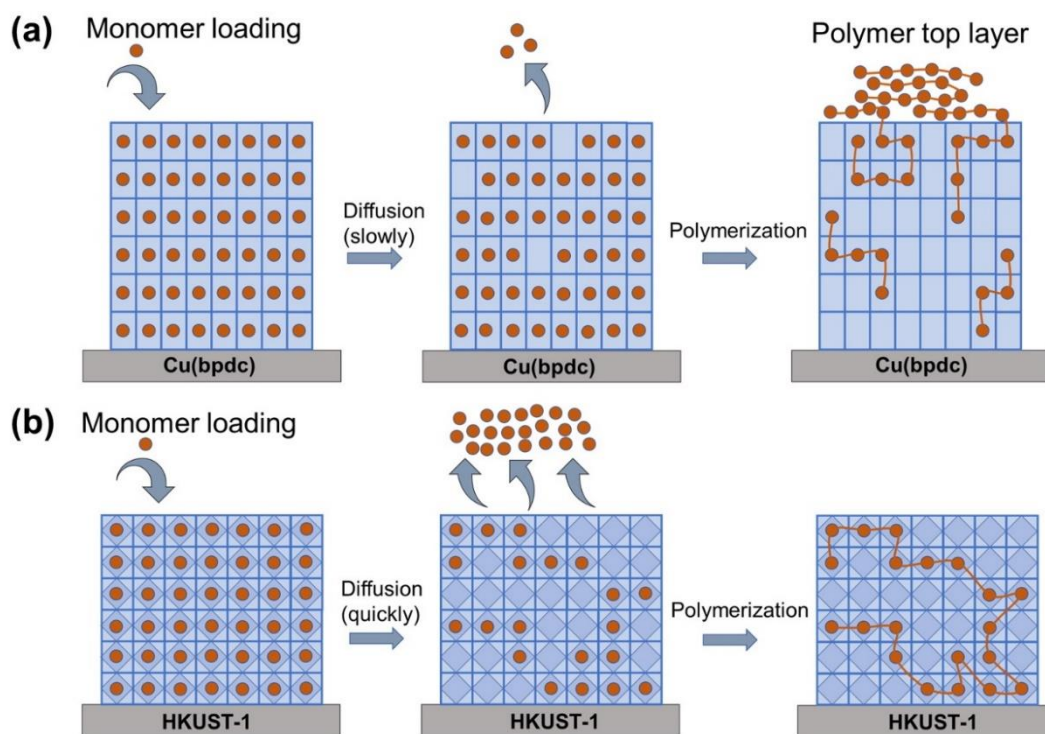 (a)
Monomer loading
Polymer top layer
Diffusion
(slowly)
Polymerization
Cu(bpdc)
Cu(bpdc)
Cu(bpdc)
(b)
Monomer loading
Diffusion
(quickly)
Polymerization
HKUST-1
HKUST-1
HKUST-1